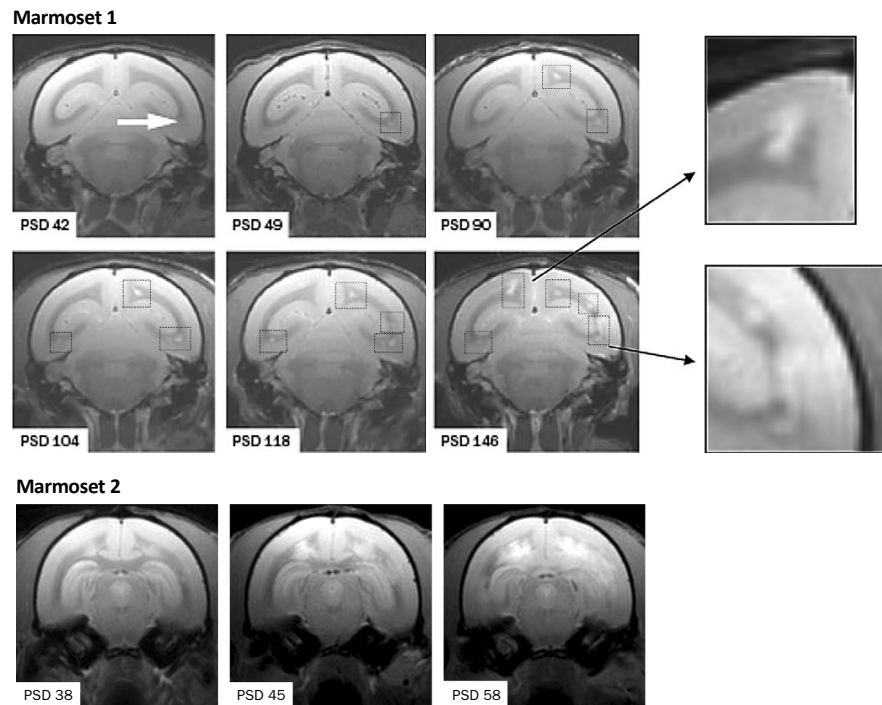 Marmoset 1
PSD 42
PSD 49
PSD 90
PSD 104
PSD 118
PSD 146
Marmoset 2
PSD 38
PSD 45
PSD 58